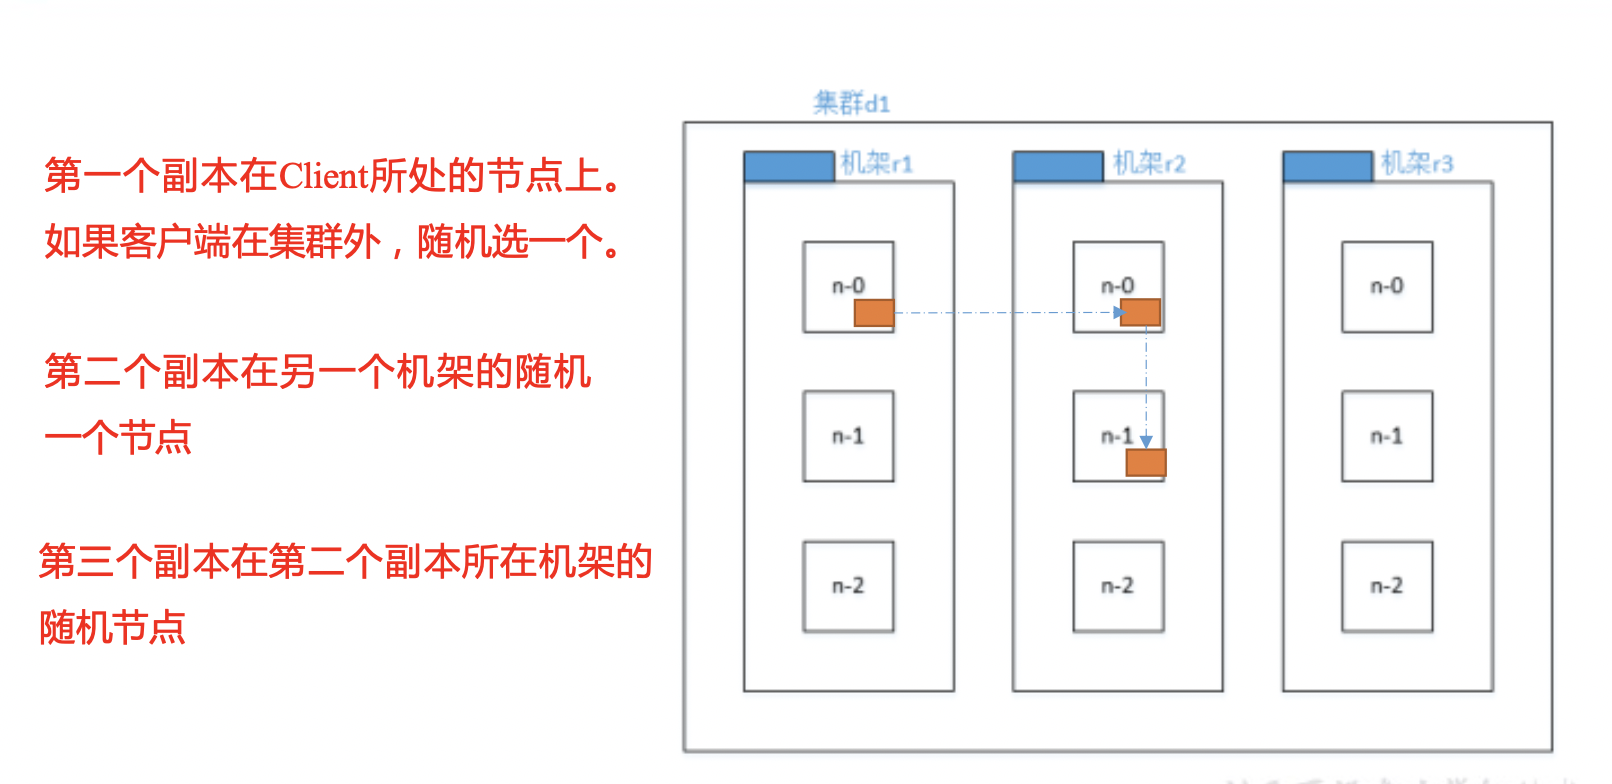 第一个副本在Client所处的节点上。
如果客户端在集群外，随机选一个。
第二个副本在另一个机架的随机
一个节点
第三个副本在第二个副本所在机架的
随机节点
集群d1
机架r1
机架r2
机架r3
n-0
n-0
n-0
n-1
n-1
n-1
n-2
n-2
n-2